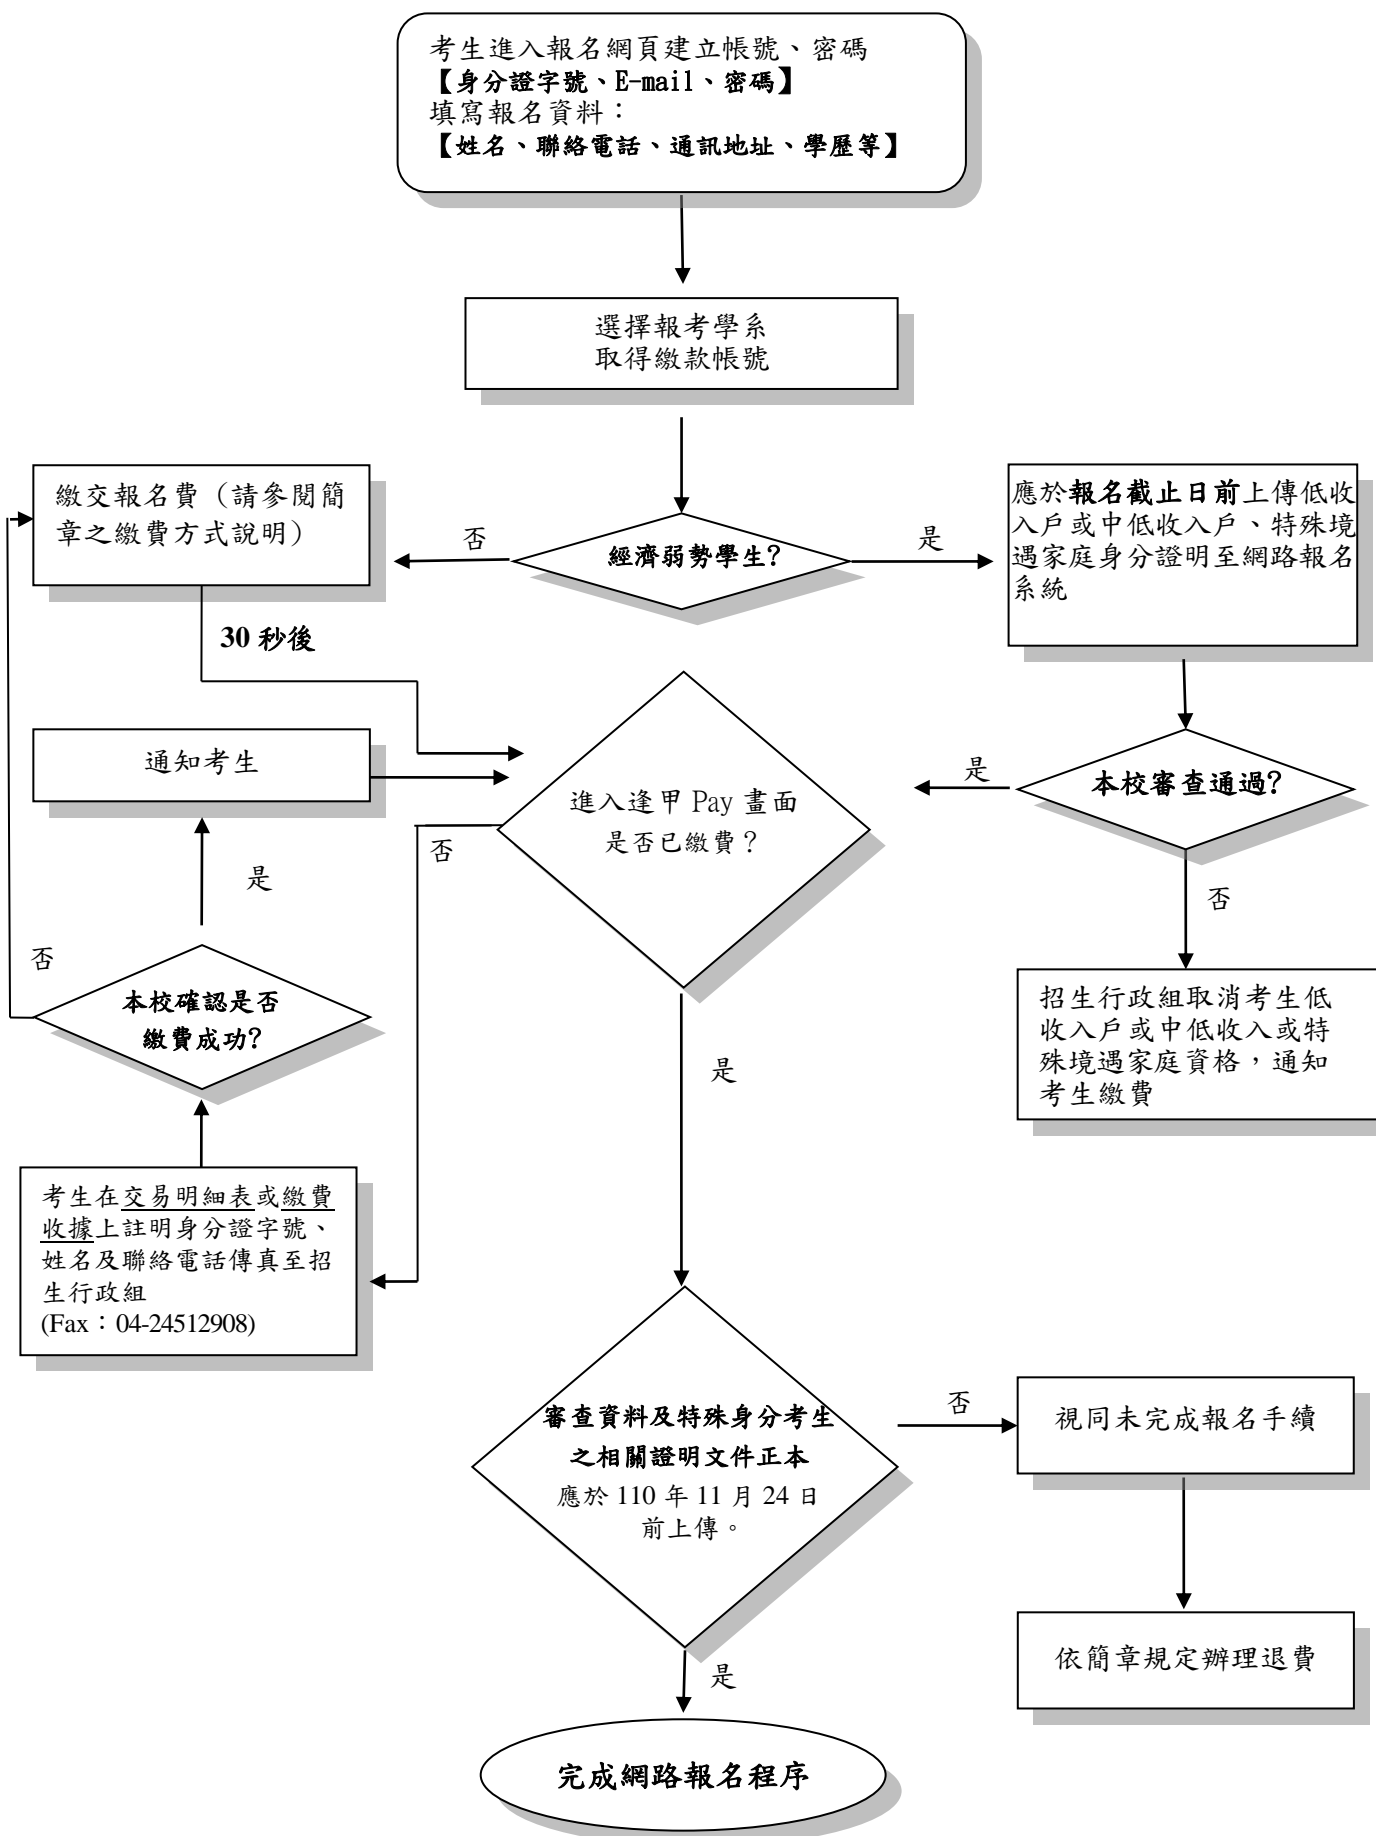 考生進入報名網頁建立帳號、密碼
【身分證字號、E-mail、密碼】
填寫報名資料：
【姓名、聯絡電話、通訊地址、學歷等】
選擇報考學系
取得繳款帳號
繳交報名費（請參閱簡
章之繳費方式說明）
否
經濟弱勢學生?
是
應於報名截止日前上傳低收
入戶或中低收入戶、特殊境
遇家庭身分證明至網路報名
系統
30 秒後
通知考生
進入逢甲 Pay 畫面
是否已繳費？
是
本校審查通過?
否
是
否
否
本校確認是否
繳費成功?
招生行政組取消考生低
收入戶或中低收入或特
殊境遇家庭資格，通知
考生繳費
是
考生在交易明細表或繳費
收據上註明身分證字號、
姓名及聯絡電話傳真至招
生行政組
(Fax：04-24512908)
審查資料及特殊身分考生
之相關證明文件正本
應於 110 年 11 月 24 日
前上傳。
否
視同未完成報名手續
依簡章規定辦理退費
是
完成網路報名程序